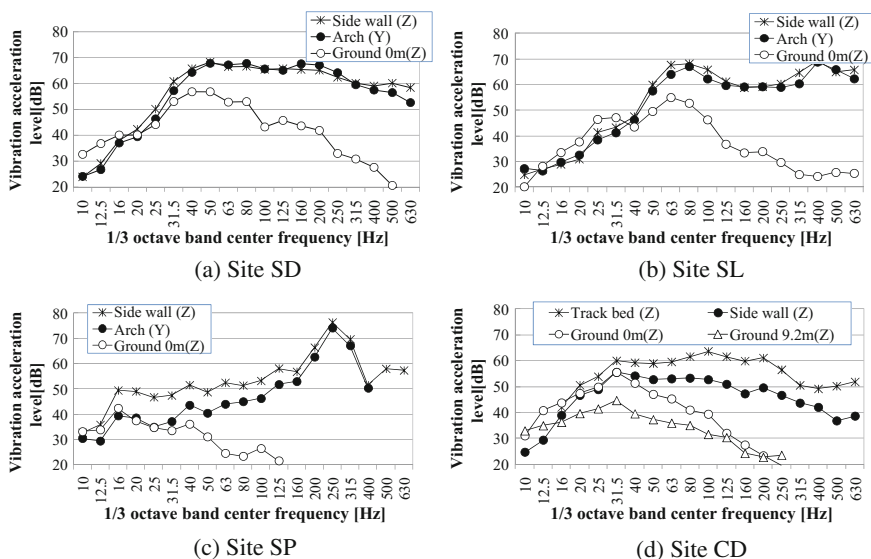 80
70
60
50
40
30
20
Vibration acceleration
level[dB]
Side wall (Z)
Arch (Y)
Ground 0m(Z)
10 12.5 16 20 25 31.5 40 50 63 80 100 125 160 200 250 315 400 500 630
1/3 octave band center frequency [Hz]
(a) Site SD
80
70
60
50
40
30
20
Vibration acceleration
level[dB]
Side wall (Z)
Arch (Y)
Ground 0m(Z)
10 12.5 16 20 25 31.5 40 50 63 80 100 125 160 200 250 315 400 500 630
1/3 octave band center frequency [Hz]
(b) Site SL
80
70
60
50
40
30
20
Vibration acceleration
level[dB]
Side wall (Z)
Arch (Y)
Ground 0m(Z)
10 12.5 16 20 25 31.5 40 50 63 80 100 125 160 200 250 315 400 500 630
1/3 octave band center frequency [Hz]
(c) Site SP
80
70
60
50
40
30
20
Vibration acceleration
level[dB]
Track bed (Z) Side wall (Z)
Ground 0m(Z) Ground 9.2m(Z)
10 12.5 16 20 25 31.5 40 50 63 80 100 125 160 200 250 315 400 500 630
1/3 octave band center frequency [Hz]
(d) Site CD